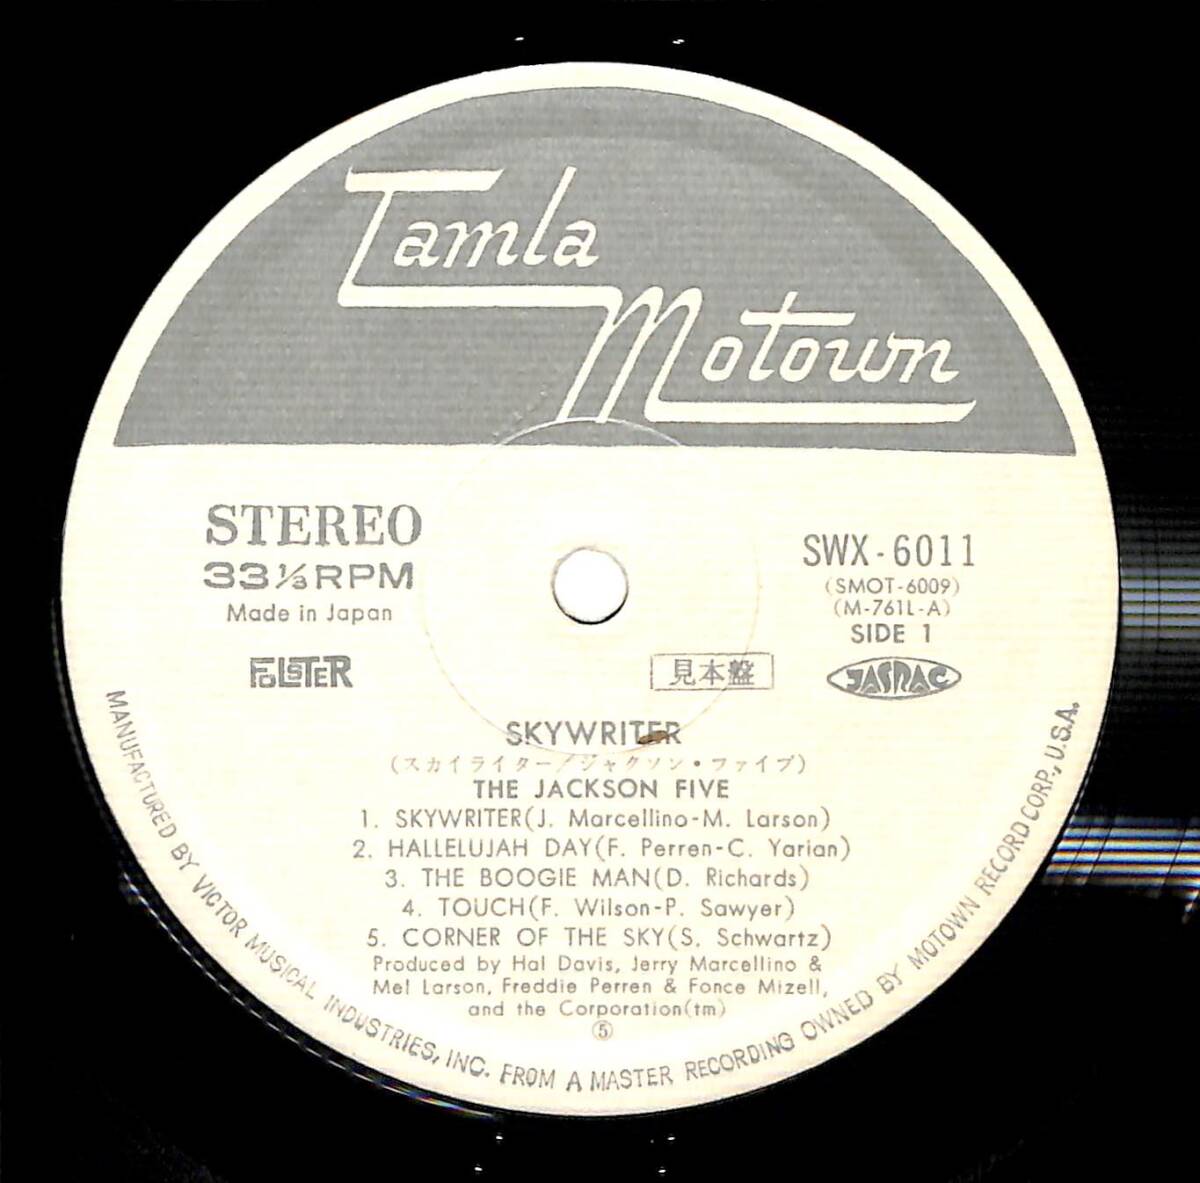 Tamla
Motown
STEREO
33⅓RPM
Made in Japan
FOLSTER
SWX-6011
(SMOT-6009)
(M-761L-A)
SIDE 1
見本盤
JASRAC
SKYWRITER
(スカイライター/ジャクソン・ファイブ)
THE JACKSON FIVE
1. SKYWRITER(J. Marcellino-M. Larson)
2. HALLELUJAH DAY(F. Perren-C. Yarian)
3. THE BOOGIE MAN(D. Richards)
4. TOUCH(F. Wilson-P. Sawyer)
5. CORNER OF THE SKY(S. Schwartz)
Produced by Hal Davis, Jerry Marcellino &
Mel Larson, Freddie Perren & Fonce Mizell,
and the Corporation(tm)
⑤
MANUFACTURED BY VICTOR MUSICAL INDUSTRIES, INC. FROM A MASTER RECORDING OWNED BY MOTOWN RECORD CORP., U.S.A.